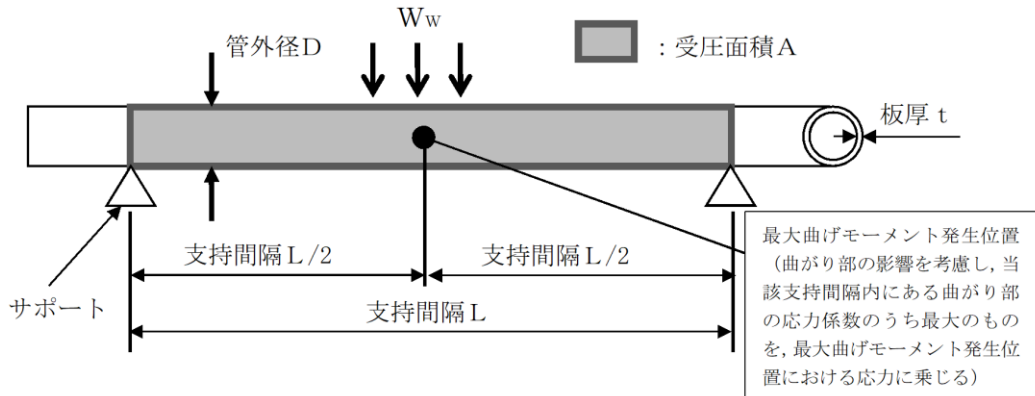 W_W
管外径D
：受圧面積A
板厚 t
支持間隔L/2
支持間隔L/2
サポート
支持間隔L
最大曲げモーメント発生位置
（曲がり部の影響を考慮し，当
該支持間隔内にある曲がり部
の応力係数のうち最大のもの
を，最大曲げモーメント発生位
置における応力に乗じる）